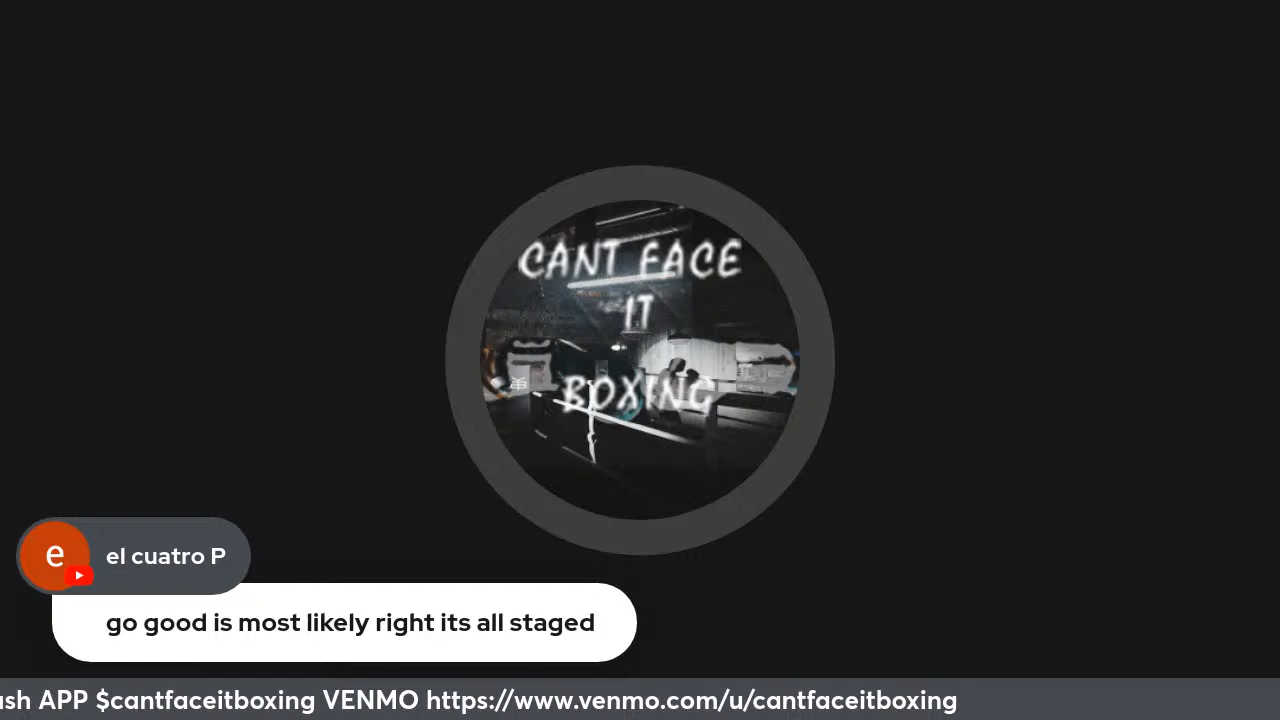 CANT FACE
IT
BOXING
e
el cuatro P
go good is most likely right its all staged
ash APP $cantfaceitboxing VENMO https://www.venmo.com/u/cantfaceitboxing